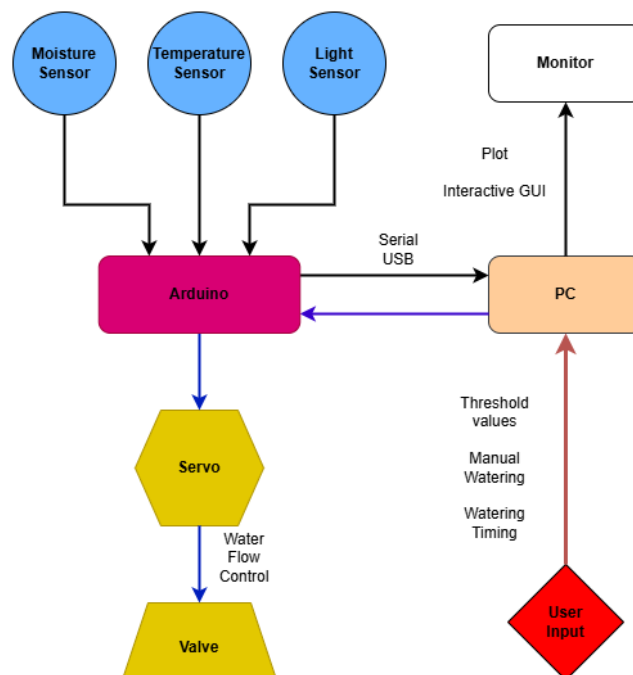 Moisture
Sensor
Temperature
Sensor
Light
Sensor
Monitor
Plot
Interactive GUI
Serial
USB
Arduino
PC
Threshold
values
Manual
Watering
Watering
Timing
Servo
Water
Flow
Control
User
Input
Valve